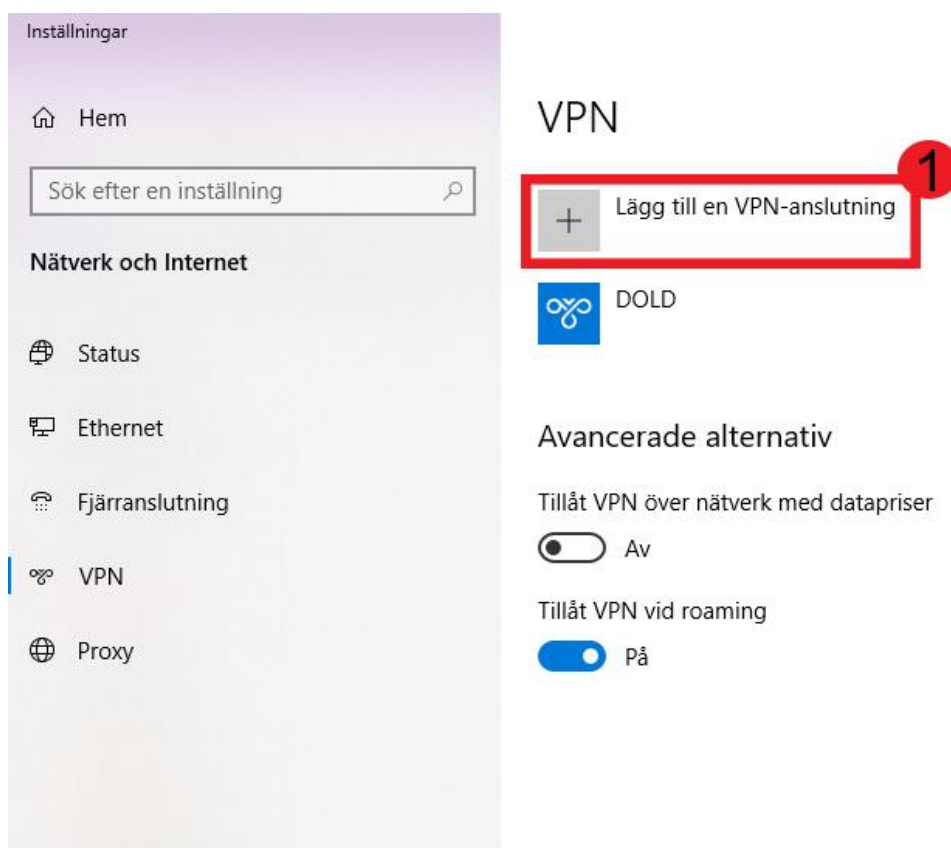 Inställningar
Hem
Sök efter en inställning
Nätverk och Internet
Status
Ethernet
Fjärranslutning
VPN
Proxy
VPN
1
Lägg till en VPN-anslutning
DOLD
Avancerade alternativ
Tillåt VPN över nätverk med datapriser
Av
Tillåt VPN vid roaming
På